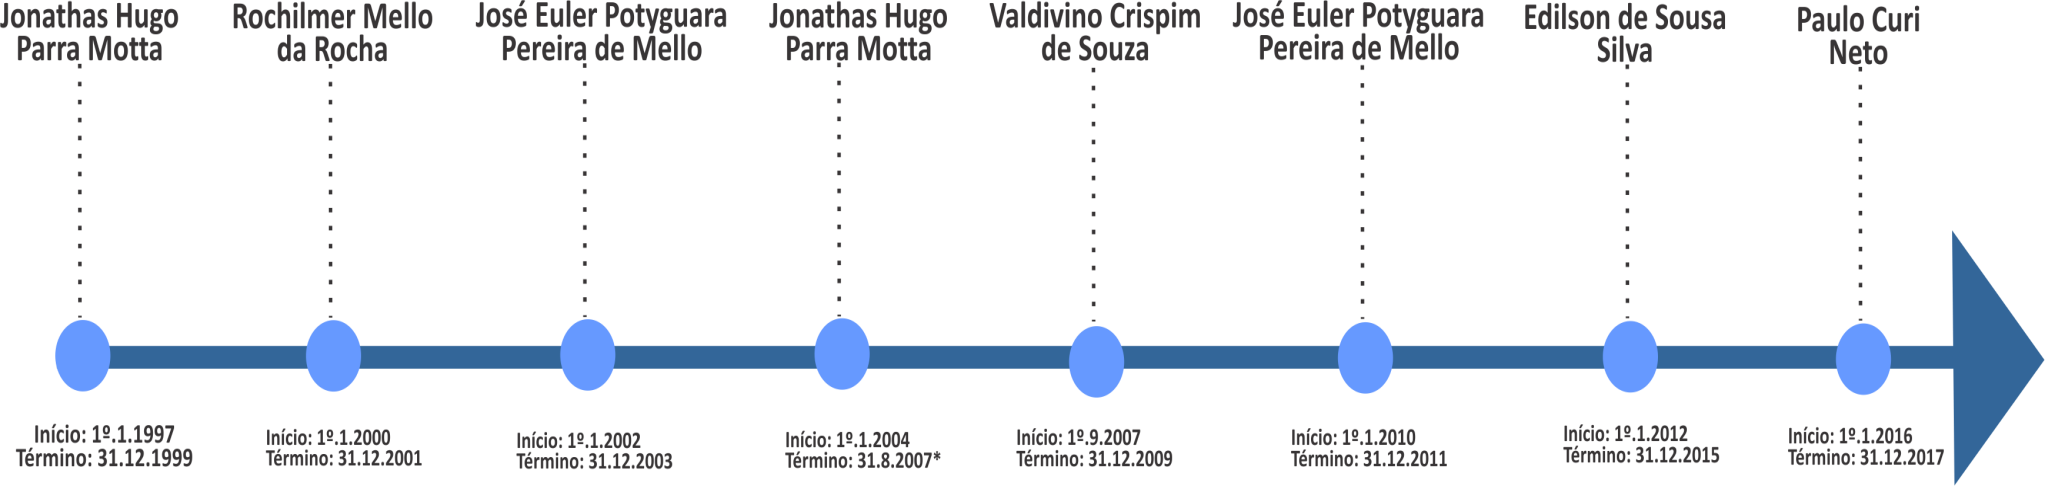 Jonathas Hugo
Parra Motta
Rochilmer Mello
da Rocha
José Euler Potyguara
Pereira de Mello
Jonathas Hugo
Parra Motta
Valdivino Crispim
de Souza
José Euler Potyguara
Pereira de Mello
Edilson de Sousa
Silva
Paulo Curi
Neto
Início: 1º.1.1997
Término: 31.12.1999
Início: 1º.1.2000
Término: 31.12.2001
Início: 1º.1.2002
Término: 31.12.2003
Início: 1º.1.2004
Término: 31.8.2007*
Início: 1º.9.2007
Término: 31.12.2009
Início: 1º.1.2010
Término: 31.12.2011
Início: 1º.1.2012
Término: 31.12.2015
Início: 1º.1.2016
Término: 31.12.2017